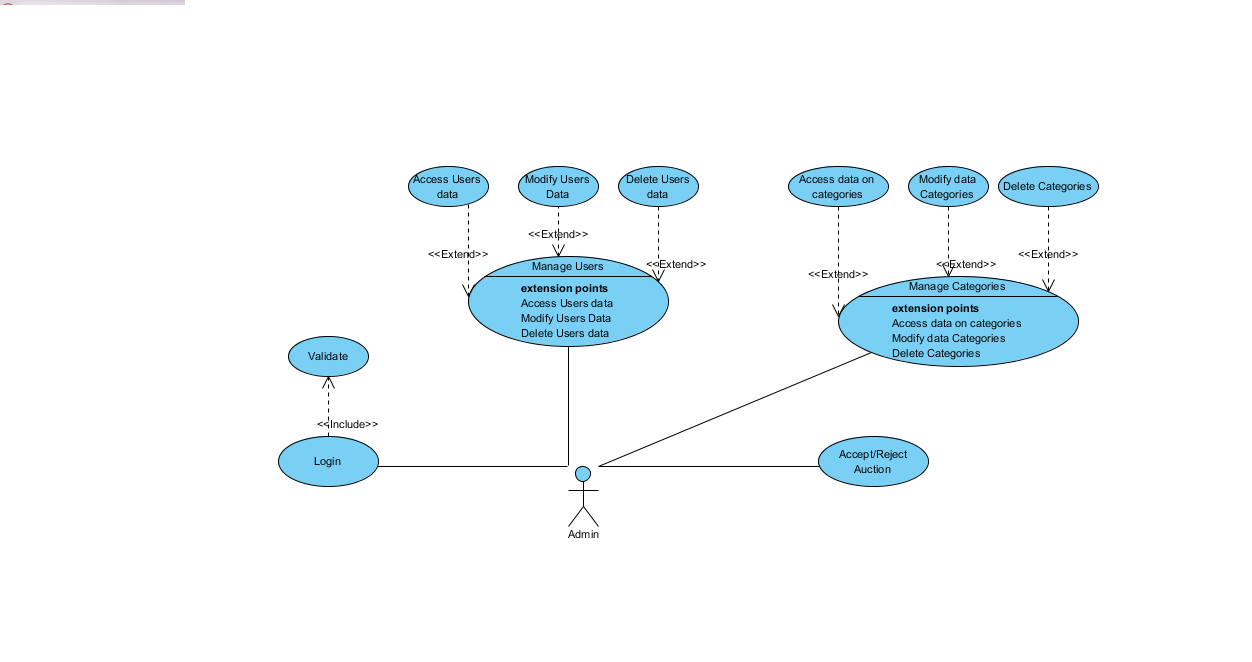 Access Users
data
Modify Users
Data
Delete Users
data
Access data on
categories
Modify data
Categories
Delete Categories
<<Extend>>
<<Extend>>
<<Extend>>
<<Extend>>
<<Extend>>
<<Extend>>
Manage Users
extension points
Access Users data
Modify Users Data
Delete Users data
Manage Categories
extension points
Access data on categories
Modify data Categories
Delete Categories
Validate
<<Include>>
Login
Accept/Reject
Auction
Admin